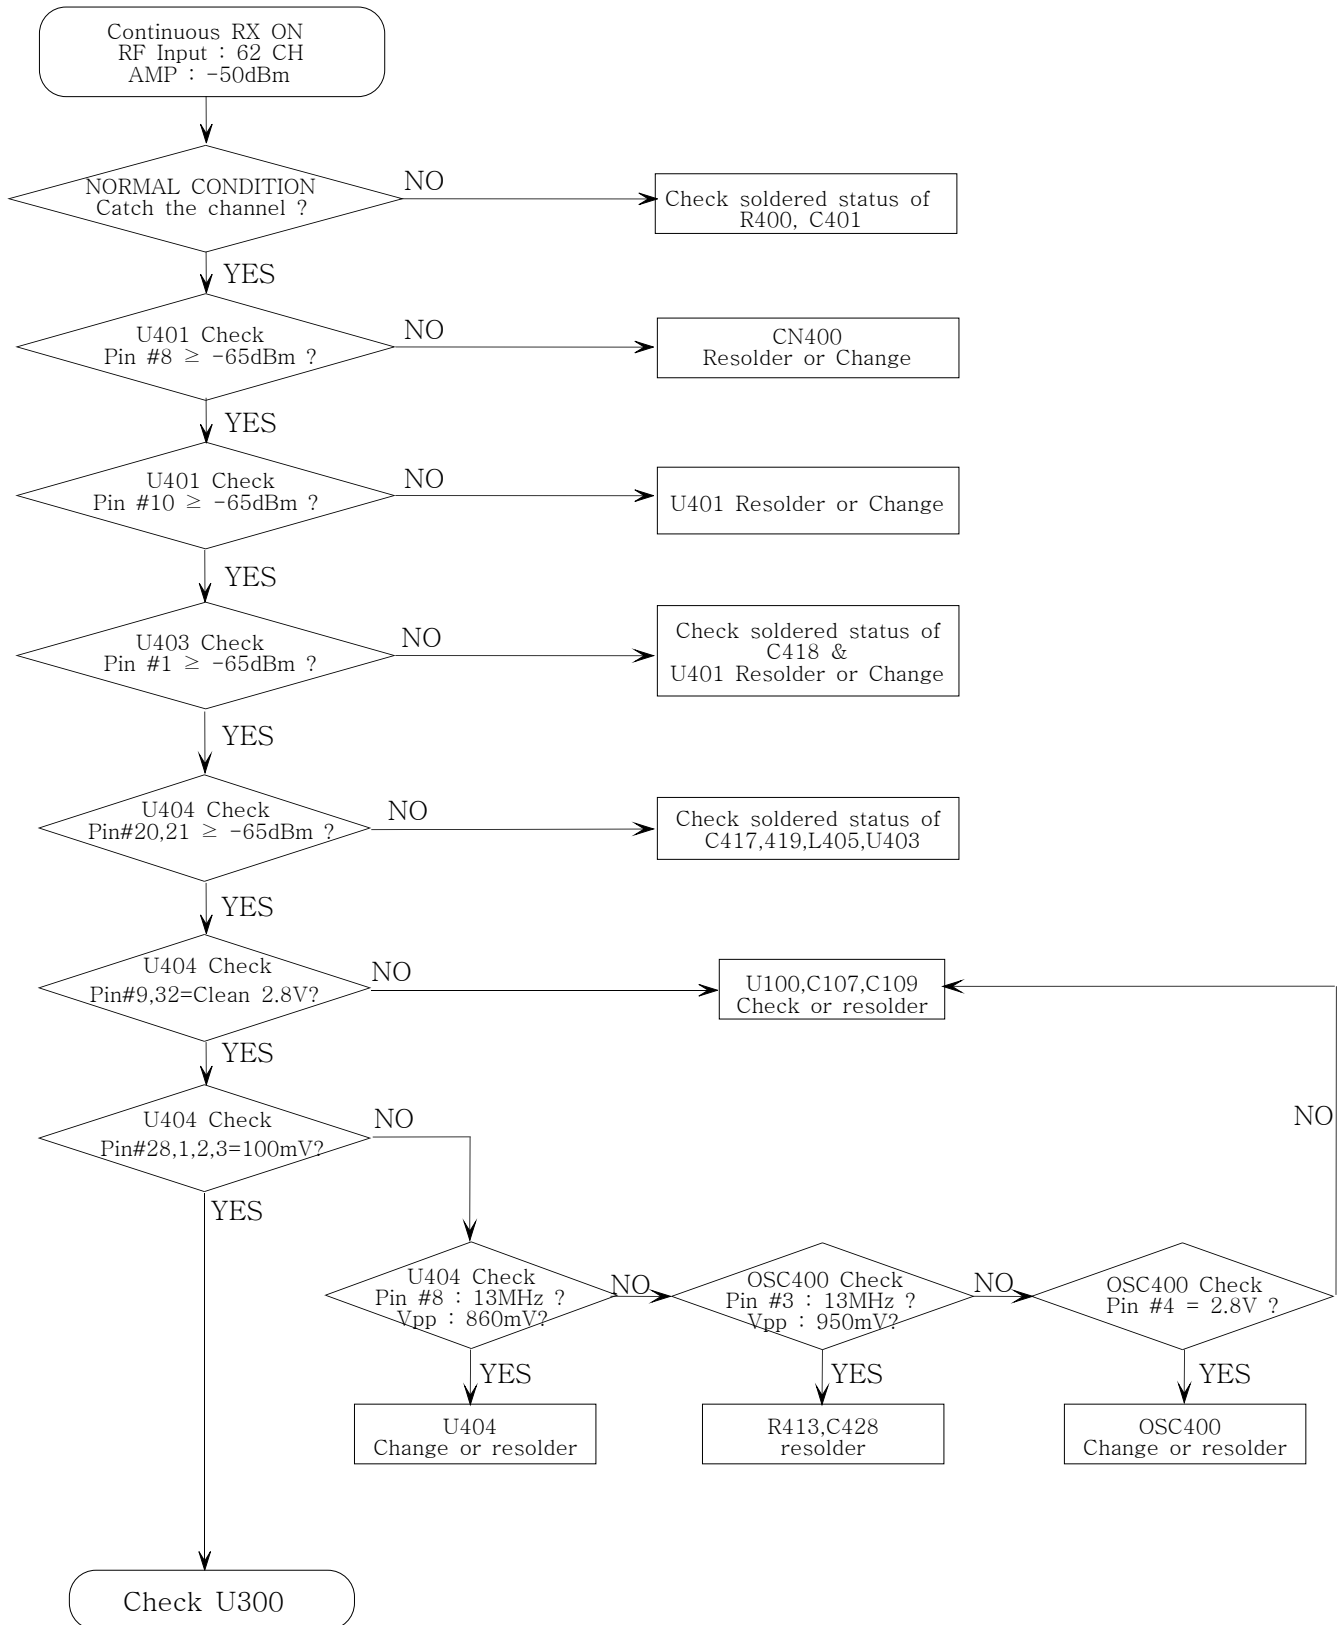 Continuous RX ON
RF Input : 62 CH
AMP : -50dBm
NORMAL CONDITION
Catch the channel ?
NO
Check soldered status of
R400, C401
YES
U401 Check
Pin #8 ≥ -65dBm ?
NO
CN400
Resolder or Change
YES
U401 Check
Pin #10 ≥ -65dBm ?
NO
U401 Resolder or Change
YES
U403 Check
Pin #1 ≥ -65dBm ?
NO
Check soldered status of
C418 &
U401 Resolder or Change
YES
U404 Check
Pin#20,21 ≥ -65dBm ?
NO
Check soldered status of
C417,419,L405,U403
YES
U404 Check
Pin#9,32=Clean 2.8V?
NO
U100,C107,C109
Check or resolder
YES
U404 Check
Pin#28,1,2,3=100mV?
NO
NO
YES
U404 Check
Pin #8 : 13MHz ?
Vpp : 860mV?
NO
OSC400 Check
Pin #3 : 13MHz ?
Vpp : 950mV?
NO
OSC400 Check
Pin #4 = 2.8V ?
YES
YES
YES
U404
Change or resolder
R413,C428
resolder
OSC400
Change or resolder
Check U300